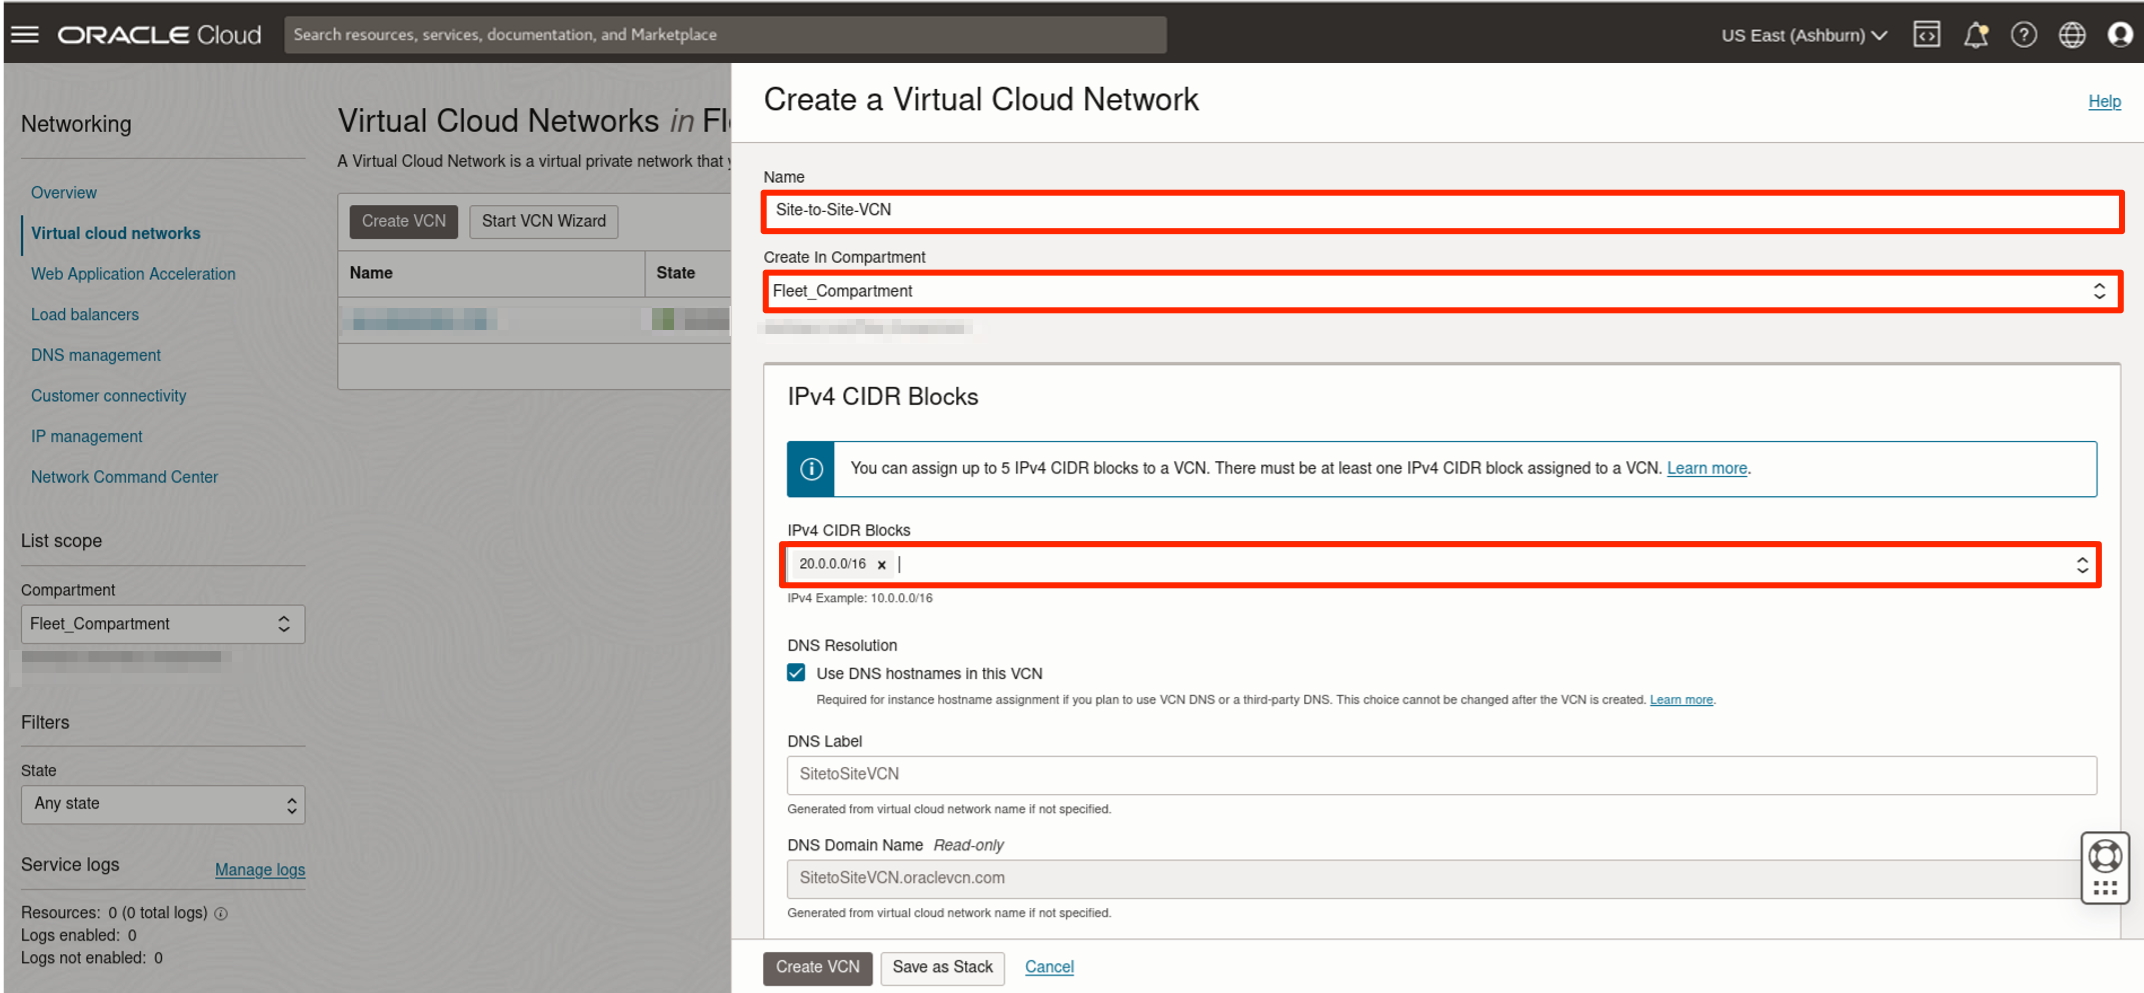 ORACLE Cloud
Search resources, services, documentation, and Marketplace
US East (Ashburn)
Networking
Overview
Virtual cloud networks
Web Application Acceleration
Load balancers
DNS management
Customer connectivity
IP management
Network Command Center
List scope
Compartment
Fleet_Compartment
Filters
State
Any state
Service logs
Manage logs
Resources: 0 (0 total logs)
Logs enabled: 0
Logs not enabled: 0
Virtual Cloud Networks in Fl
A Virtual Cloud Network is a virtual private network that
Create VCN
Start VCN Wizard
Name State
Create a Virtual Cloud Network
Help
Name
Site-to-Site-VCN
Create In Compartment
Fleet_Compartment
IPv4 CIDR Blocks
You can assign up to 5 IPv4 CIDR blocks to a VCN. There must be at least one IPv4 CIDR block assigned to a VCN. Learn more.
IPv4 CIDR Blocks
20.0.0.0/16 ×
IPv4 Example: 10.0.0.0/16
DNS Resolution
Use DNS hostnames in this VCN
Required for instance hostname assignment if you plan to use VCN DNS or a third-party DNS. This choice cannot be changed after the VCN is created. Learn more.
DNS Label
SitetoSiteVCN
Generated from virtual cloud network name if not specified.
DNS Domain Name Read-only
SitetoSiteVCN.oraclevcn.com
Generated from virtual cloud network name if not specified.
Create VCN
Save as Stack
Cancel